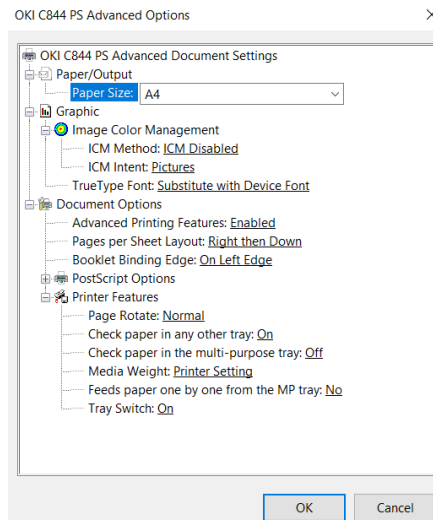 OKI C844 PS Advanced Options
OKI C844 PS Advanced Document Settings
Paper/Output
Paper Size: A4
Graphic
Image Color Management
ICM Method: ICM Disabled
ICM Intent: Pictures
TrueType Font: Substitute with Device Font
Document Options
Advanced Printing Features: Enabled
Pages per Sheet Layout: Right then Down
Booklet Binding Edge: On Left Edge
PostScript Options
Printer Features
Page Rotate: Normal
Check paper in any other tray: On
Check paper in the multi-purpose tray: Off
Media Weight: Printer Setting
Feeds paper one by one from the MP tray: No
Tray Switch: On
OK Cancel